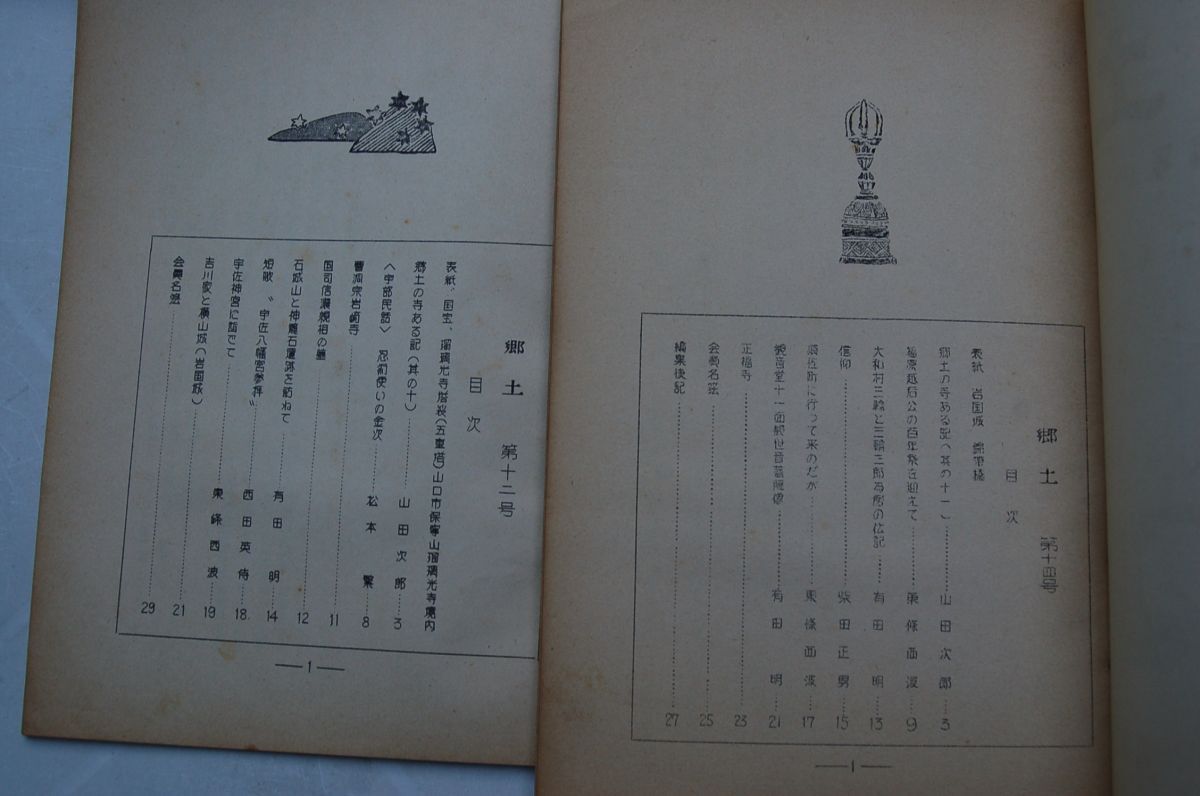 郷土 第十二号
目次
表紙、国宝、瑠璃光寺塔婆(五重塔)山口市保寧山瑠璃光寺境内
郷土の寺ある記(其の十)……山田次郎…3
<宇部民話> 忍術使いの金次……松本 繁…8
曹洞宗岩崎寺……11
国司信濃親相の墓……12
石城山と神籠石遺跡を訪ねて……有田 明…14
短歌 〝宇佐八幡宮参拝〟……西田英侍…18
宇佐神宮に詣でて……東條西波…19
吉川家と横山城(岩国城)……21
会員名簿……29
—1—
郷土 第十四号
目次
表紙 岩国城 錦帯橋
郷土の寺ある記(其の十一)……山田次郎…3
福原越后公の百年祭を迎えて……東條西波…9
大和村三輪と三輪三郎為尚の伝記……有田 明…13
信仰……柴田正男…15
須佐町に行って来のだが……東條西波…17
観音堂十一面観世音菩薩像……有田 明…21
正福寺……23
会員名簿……25
編集後記……27
—1—